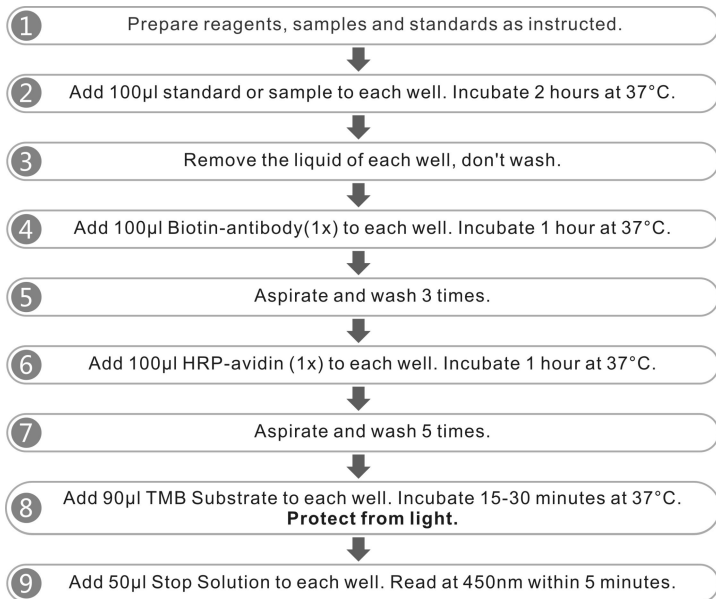 1 Prepare reagents, samples and standards as instructed.
2 Add 100μl standard or sample to each well. Incubate 2 hours at 37°C.
3 Remove the liquid of each well, don't wash.
4 Add 100μl Biotin-antibody(1x) to each well. Incubate 1 hour at 37°C.
5 Aspirate and wash 3 times.
6 Add 100μl HRP-avidin (1x) to each well. Incubate 1 hour at 37°C.
7 Aspirate and wash 5 times.
8 Add 90μl TMB Substrate to each well. Incubate 15-30 minutes at 37°C.
Protect from light.
9 Add 50μl Stop Solution to each well. Read at 450nm within 5 minutes.